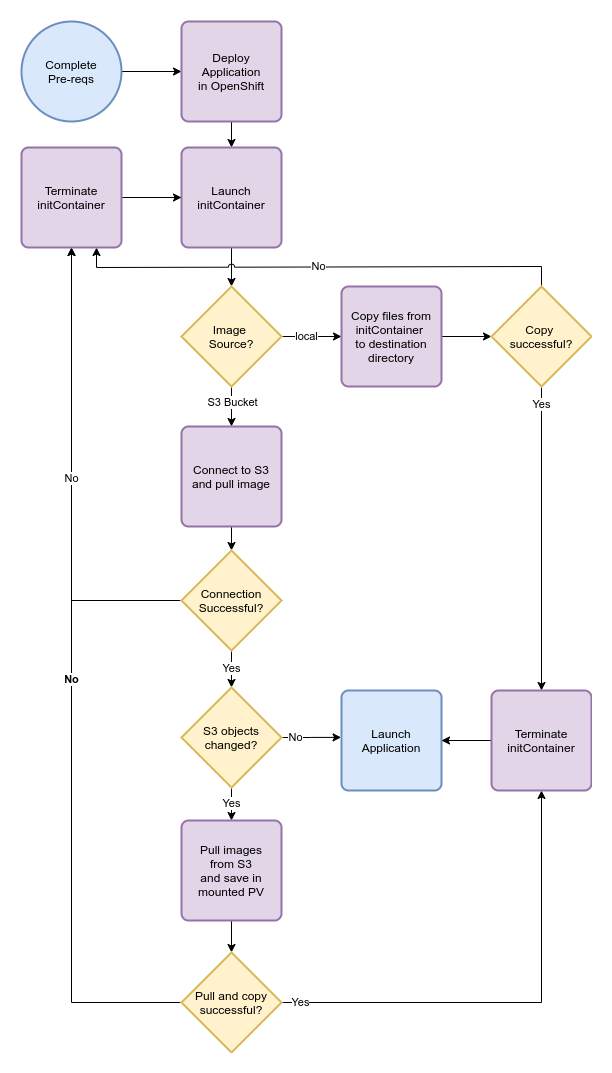 Complete
Pre-reqs
Deploy
Application
in OpenShift
Terminate
initContainer
Launch
initContainer
No
Image
Source?
local
Copy files from
initContainer
to destination
directory
Copy
successful?
S3 Bucket
Yes
Connect to S3
and pull image
No
Connection
Successful?
Yes
No
S3 objects
changed?
No
Launch
Application
Terminate
initContainer
Yes
Pull images
from S3
and save in
mounted PV
Pull and copy
successful?
Yes